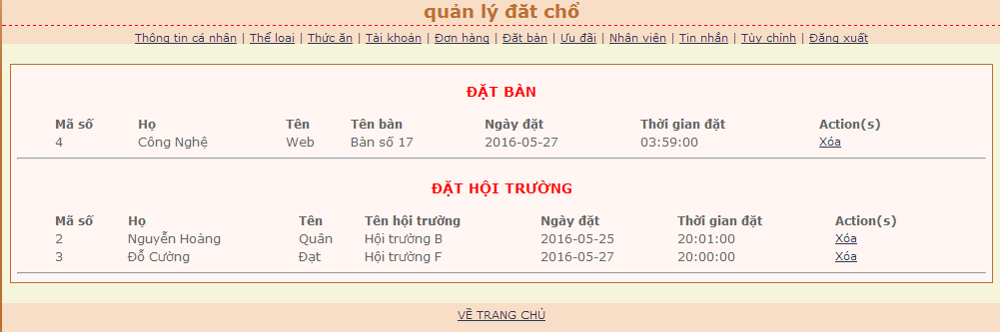 quản lý đặt chổ
Thông tin cá nhân | Thể loại | Thức ăn | Tài khoản | Đơn hàng | Đặt bàn | Ưu đãi | Nhân viên | Tin nhắn | Tùy chỉnh | Đăng xuất
ĐẶT BÀN
Mã số Họ Tên Tên bàn Ngày đặt Thời gian đặt Action(s)
4 Công Nghệ Web Bàn số 17 2016-05-27 03:59:00 Xóa
ĐẶT HỘI TRƯỜNG
Mã số Họ Tên Tên hội trường Ngày đặt Thời gian đặt Action(s)
2 Nguyễn Hoàng Quân Hội trường B 2016-05-25 20:01:00 Xóa
3 Đỗ Cường Đạt Hội trường F 2016-05-27 20:00:00 Xóa
VỀ TRANG CHỦ